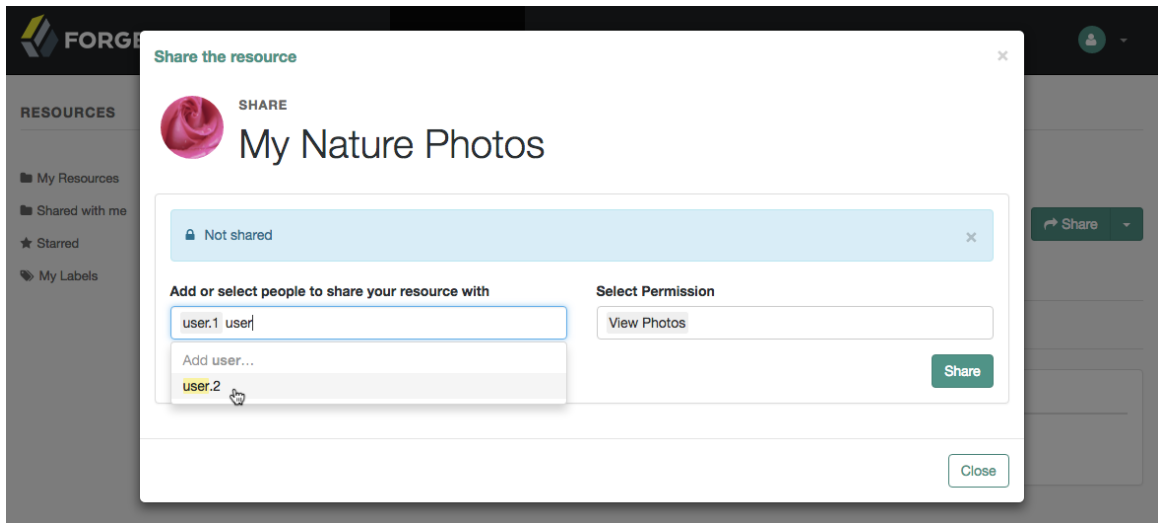 FORGE
Share the resource
×
SHARE
My Nature Photos
RESOURCES
My Resources
Shared with me
Starred
My Labels
Share
Not shared
×
Add or select people to share your resource with
Select Permission
user.1 user
View Photos
Add user...
user.2
Share
Close